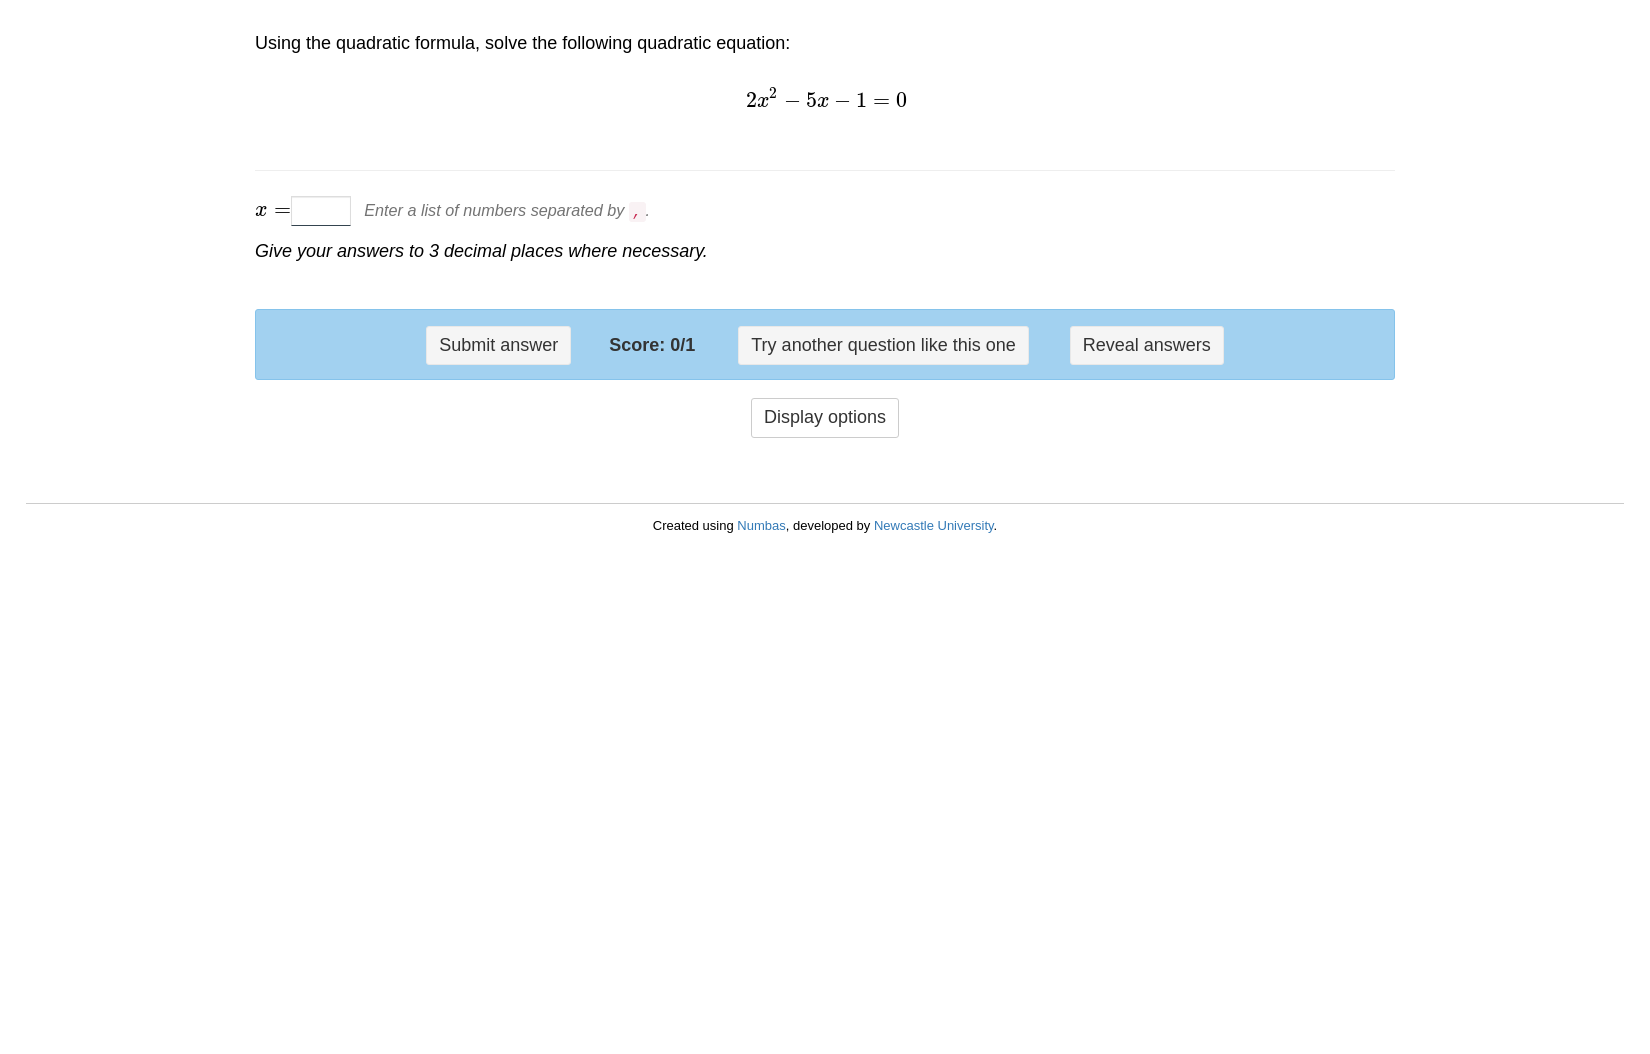 Using the quadratic formula, solve the following quadratic equation:
2x² − 5x − 1 = 0
x = Enter a list of numbers separated by , .
Give your answers to 3 decimal places where necessary.
Submit answer Score: 0/1 Try another question like this one Reveal answers
Display options
Created using Numbas, developed by Newcastle University.